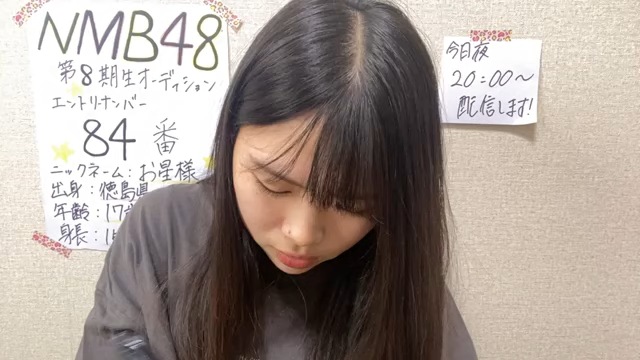 NMB48
第8期生オーディション
エントリナンバー
84番
ニックネーム:お星様
出身:徳島県
年齢:17
身長:1
今日夜
20:00〜
配信します!